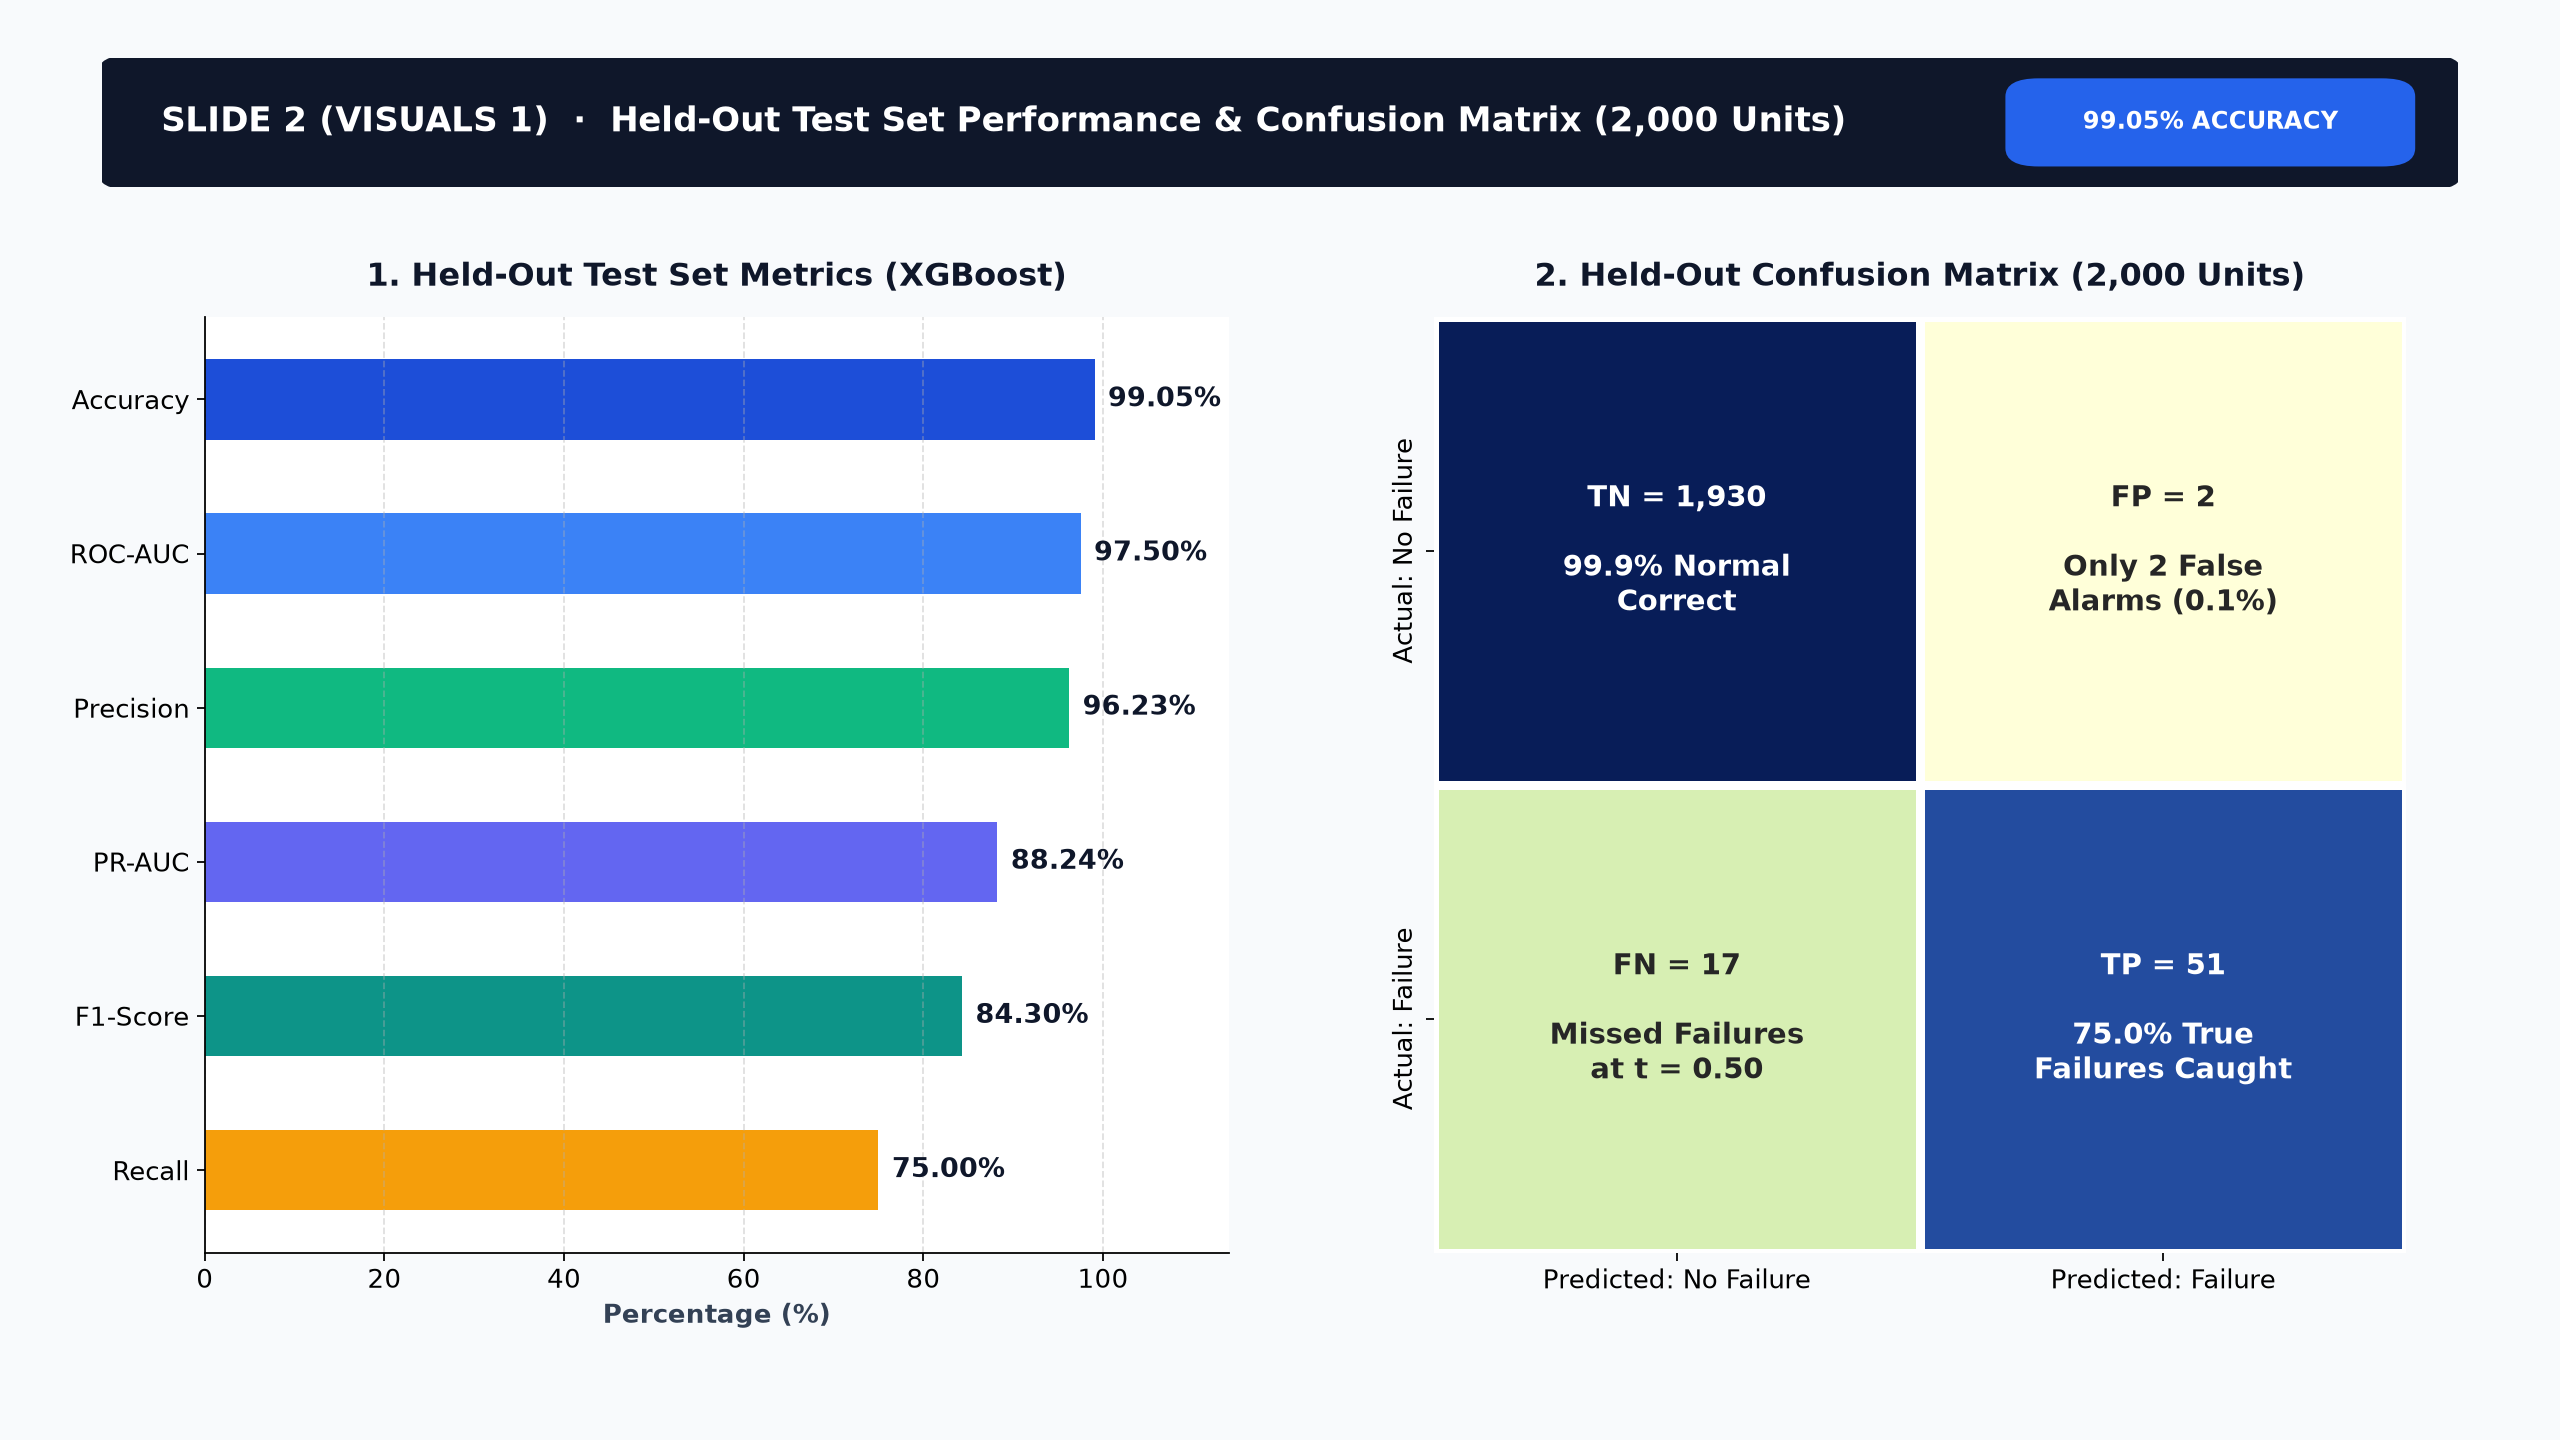 SLIDE 2 (VISUALS 1) · Held-Out Test Set Performance & Confusion Matrix (2,000 Units)
99.05% ACCURACY
1. Held-Out Test Set Metrics (XGBoost)
Accuracy
99.05%
ROC-AUC
97.50%
Precision
96.23%
PR-AUC
88.24%
F1-Score
84.30%
Recall
75.00%
0 20 40 60 80 100
Percentage (%)
2. Held-Out Confusion Matrix (2,000 Units)
Actual: No Failure
TN = 1,930
99.9% Normal
Correct
FP = 2
Only 2 False
Alarms (0.1%)
Actual: Failure
FN = 17
Missed Failures
at t = 0.50
TP = 51
75.0% True
Failures Caught
Predicted: No Failure
Predicted: Failure